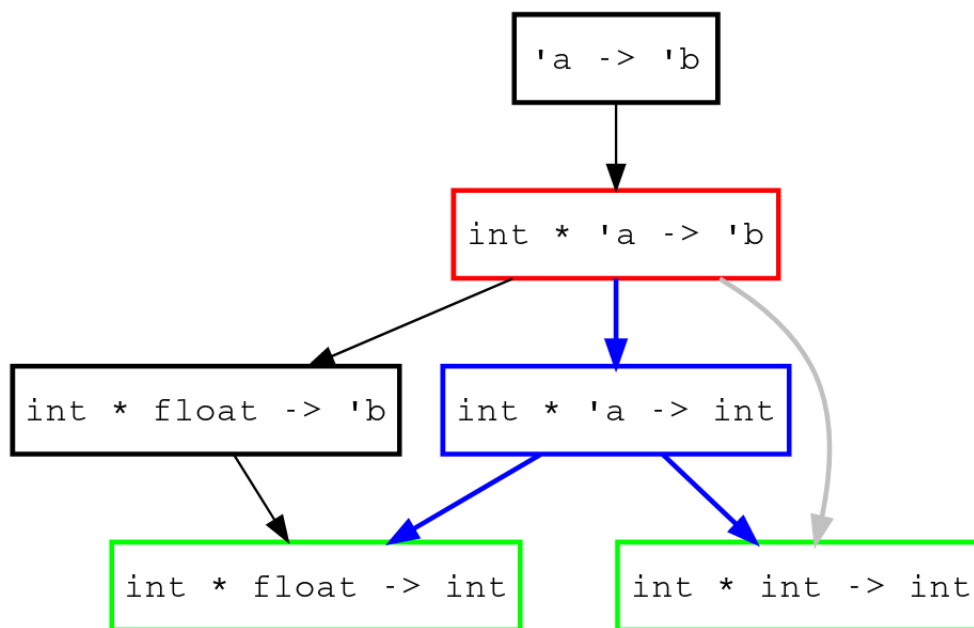 'a -> 'b
int * 'a -> 'b
int * float -> 'b
int * 'a -> int
int * float -> int
int * int -> int